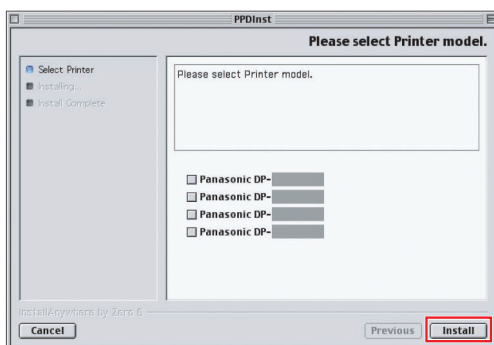 PPDInst
Please select Printer model.
Select Printer
Installing...
Install Complete
Please select Printer model.
Panasonic DP-
Panasonic DP-
Panasonic DP-
Panasonic DP-
InstallAnywhere by Zero G
Cancel
Previous
Install